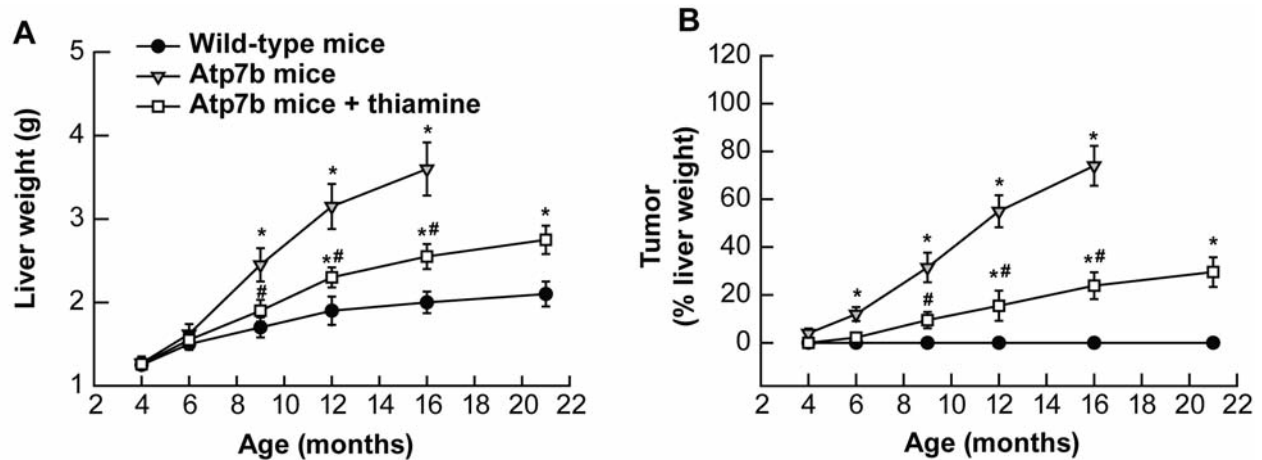 A
Wild-type mice
Atp7b mice
Atp7b mice + thiamine
Liver weight (g)
5
4
3
2
1
*
*
*
*
*#
*#
#
2 4 6 8 10 12 14 16 18 20 22
Age (months)
B
Tumor
(% liver weight)
120
100
80
60
40
20
0
*
*
*
*
*
*#
*#
#
2 4 6 8 10 12 14 16 18 20 22
Age (months)